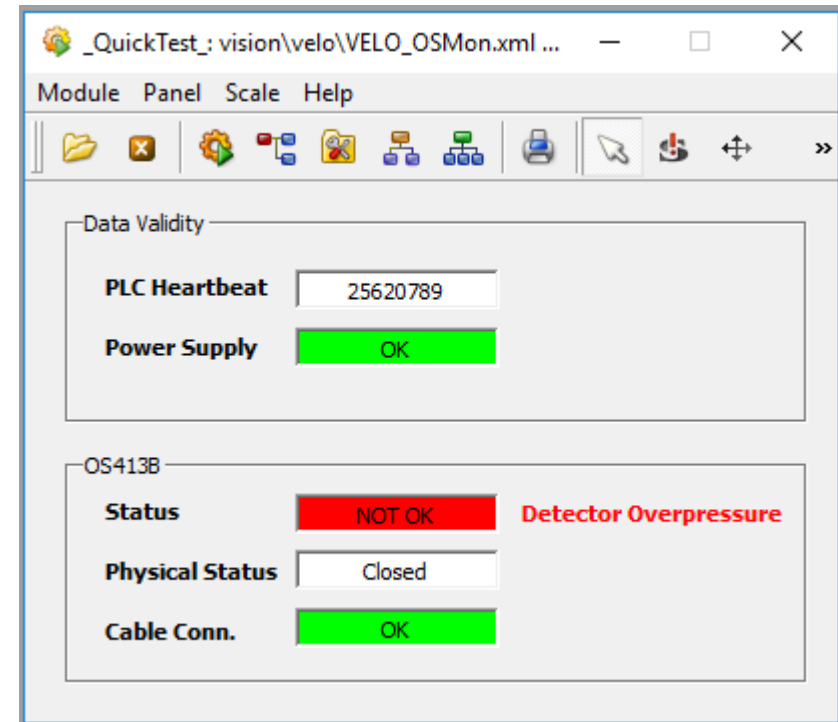 _QuickTest_: vision\velo\VELO_OSMon.xml ...
Module Panel Scale Help
»
Data Validity
PLC Heartbeat 25620789
Power Supply OK
OS413B
Status NOT OK Detector Overpressure
Physical Status Closed
Cable Conn. OK